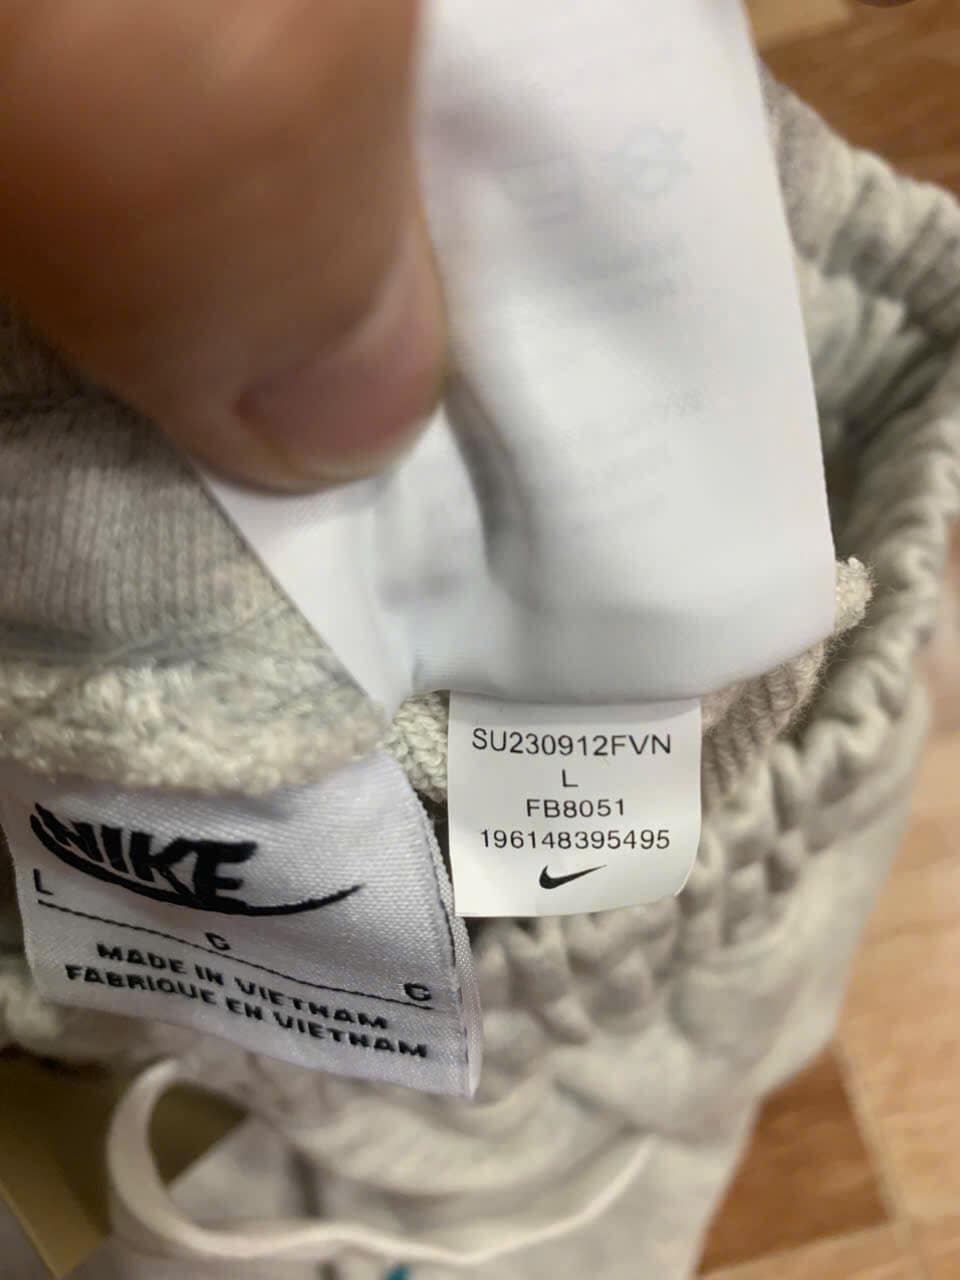 SU230912FVN
L
FB8051
196148395495
NIKE
L
G
G
MADE IN VIETNAM
FABRIQUE EN VIETNAM